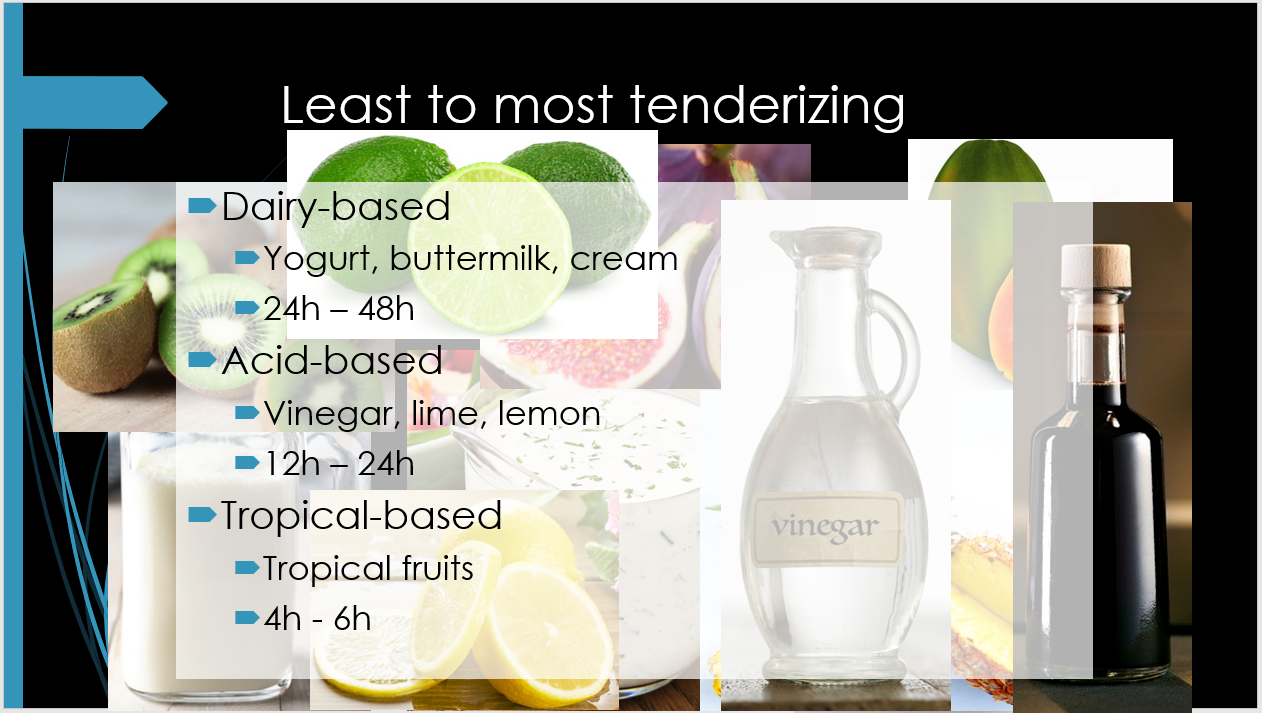 Least to most tenderizing
Dairy-based
Yogurt, buttermilk, cream
24h – 48h
Acid-based
Vinegar, lime, lemon
12h – 24h
Tropical-based
Tropical fruits
4h - 6h
vinegar